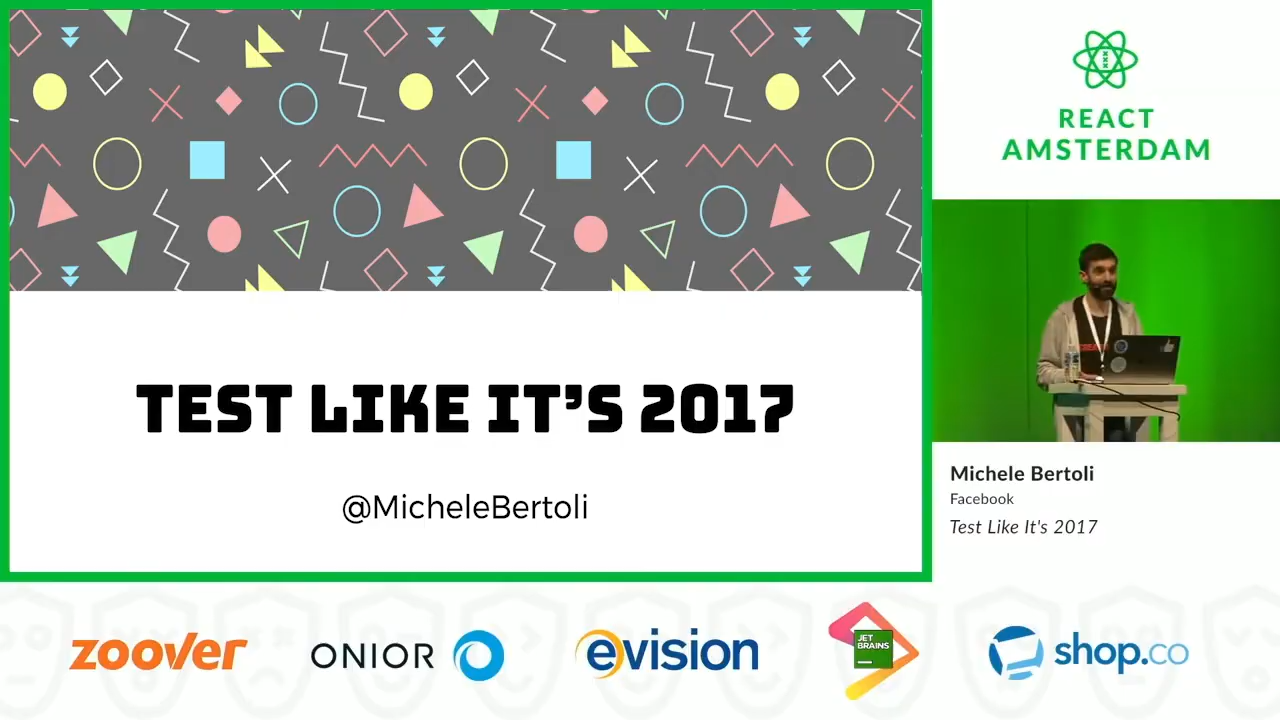 TEST LIKE IT'S 2017
@MicheleBertoli
REACT
AMSTERDAM
Michele Bertoli
Facebook
Test Like It's 2017
zoover
ONIOR
evision
JET
BRAINS
shop.co